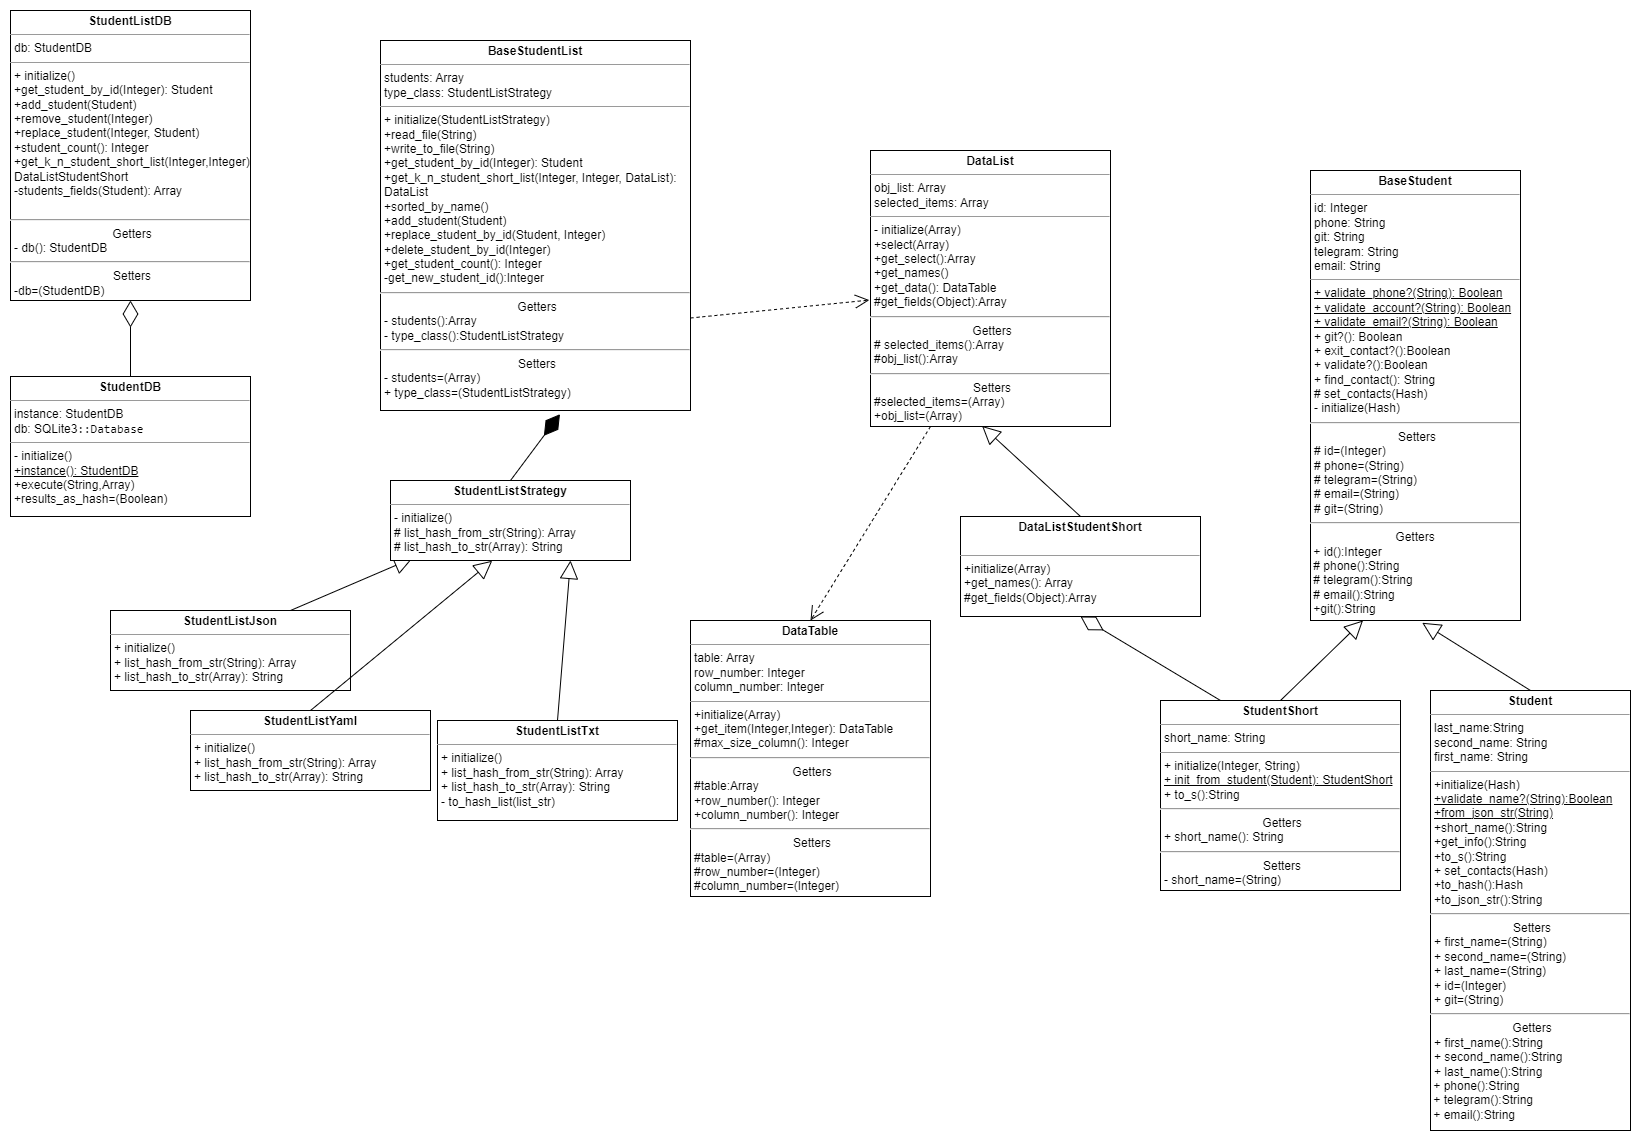 StudentListDB
db: StudentDB
+ initialize()
+get_student_by_id(Integer): Student
+add_student(Student)
+remove_student(Integer)
+replace_student(Integer, Student)
+student_count(): Integer
+get_k_n_student_short_list(Integer,Integer)
DataListStudentShort
-students_fields(Student): Array
Getters
- db(): StudentDB
Setters
-db=(StudentDB)
StudentDB
instance: StudentDB
db: SQLite3::Database
- initialize()
+instance(): StudentDB
+execute(String,Array)
+results_as_hash=(Boolean)
BaseStudentList
students: Array
type_class: StudentListStrategy
+ initialize(StudentListStrategy)
+read_file(String)
+write_to_file(String)
+get_student_by_id(Integer): Student
+get_k_n_student_short_list(Integer, Integer, DataList):
DataList
+sorted_by_name()
+add_student(Student)
+replace_student_by_id(Student, Integer)
+delete_student_by_id(Integer)
+get_student_count(): Integer
-get_new_student_id():Integer
Getters
- students():Array
- type_class():StudentListStrategy
Setters
- students=(Array)
+ type_class=(StudentListStrategy)
StudentListStrategy
- initialize()
# list_hash_from_str(String): Array
# list_hash_to_str(Array): String
StudentListJson
+ initialize()
+ list_hash_from_str(String): Array
+ list_hash_to_str(Array): String
StudentListYaml
+ initialize()
+ list_hash_from_str(String): Array
+ list_hash_to_str(Array): String
StudentListTxt
+ initialize()
+ list_hash_from_str(String): Array
+ list_hash_to_str(Array): String
- to_hash_list(list_str)
DataList
obj_list: Array
selected_items: Array
- initialize(Array)
+select(Array)
+get_select():Array
+get_names()
+get_data(): DataTable
#get_fields(Object):Array
Getters
# selected_items():Array
#obj_list():Array
Setters
#selected_items=(Array)
+obj_list=(Array)
DataListStudentShort
+initialize(Array)
+get_names(): Array
#get_fields(Object):Array
DataTable
table: Array
row_number: Integer
column_number: Integer
+initialize(Array)
+get_item(Integer,Integer): DataTable
#max_size_column(): Integer
Getters
#table:Array
+row_number(): Integer
+column_number(): Integer
Setters
#table=(Array)
#row_number=(Integer)
#column_number=(Integer)
BaseStudent
id: Integer
phone: String
git: String
telegram: String
email: String
+ validate_phone?(String): Boolean
+ validate_account?(String): Boolean
+ validate_email?(String): Boolean
+ git?(): Boolean
+ exit_contact?():Boolean
+ validate?():Boolean
+ find_contact(): String
# set_contacts(Hash)
- initialize(Hash)
Setters
# id=(Integer)
# phone=(String)
# telegram=(String)
# email=(String)
# git=(String)
Getters
+ id():Integer
# phone():String
# telegram():String
# email():String
+git():String
StudentShort
short_name: String
+ initialize(Integer, String)
+ init_from_student(Student): StudentShort
+ to_s():String
Getters
+ short_name(): String
Setters
- short_name=(String)
Student
last_name:String
second_name: String
first_name: String
+initialize(Hash)
+validate_name?(String):Boolean
+from_json_str(String)
+short_name():String
+get_info():String
+to_s():String
+ set_contacts(Hash)
+to_hash():Hash
+to_json_str():String
Setters
+ first_name=(String)
+ second_name=(String)
+ last_name=(String)
+ id=(Integer)
+ git=(String)
Getters
+ first_name():String
+ second_name():String
+ last_name():String
+ phone():String
+ telegram():String
+ email():String